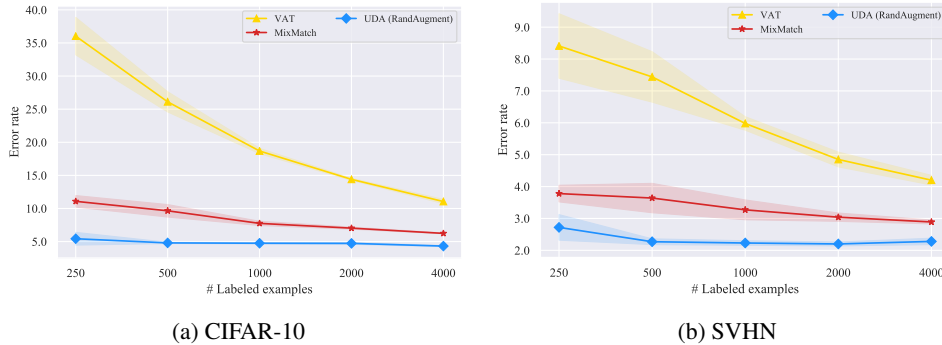 40.0
35.0
30.0
25.0
20.0
15.0
10.0
5.0
Error rate
VAT
MixMatch
UDA (RandAugment)
250 500 1000 2000 4000
# Labeled examples
(a) CIFAR-10
9.0
8.0
7.0
6.0
5.0
4.0
3.0
2.0
Error rate
VAT
MixMatch
UDA (RandAugment)
250 500 1000 2000 4000
# Labeled examples
(b) SVHN